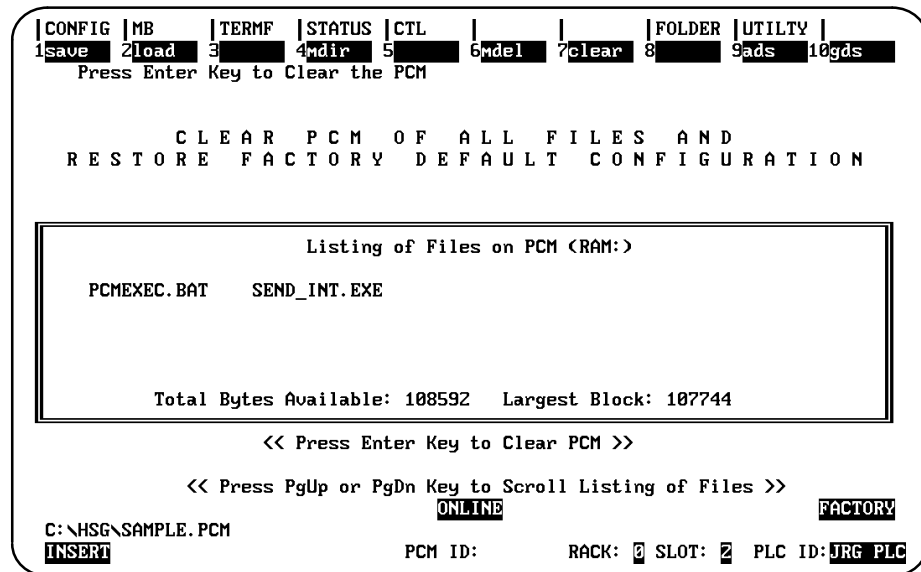 |CONFIG |MB |TERMF |STATUS |CTL | | |FOLDER |UTILTY |
1save 2load 3 4mdir 5 6mdel 7clear 8 9ads 10gds
Press Enter Key to Clear the PCM
C L E A R P C M O F A L L F I L E S A N D
R E S T O R E F A C T O R Y D E F A U L T C O N F I G U R A T I O N
Listing of Files on PCM (RAM:)
PCMEXEC.BAT SEND_INT.EXE
Total Bytes Available: 108592 Largest Block: 107744
<< Press Enter Key to Clear PCM >>
<< Press PgUp or PgDn Key to Scroll Listing of Files >>
ONLINE FACTORY
C:\HSG\SAMPLE.PCM
INSERT PCM ID: RACK: 0 SLOT: 2 PLC ID: JRG PLC